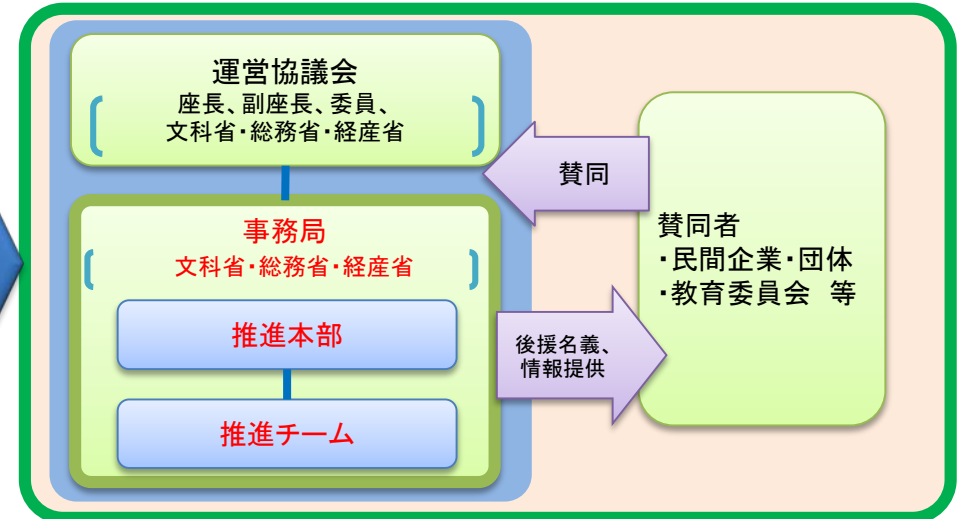 運営協議会
座長、副座長、委員、
文科省・総務省・経産省
賛同
事務局
文科省・総務省・経産省
推進本部
推進チーム
後援名義、
情報提供
賛同者
・民間企業・団体
・教育委員会　等